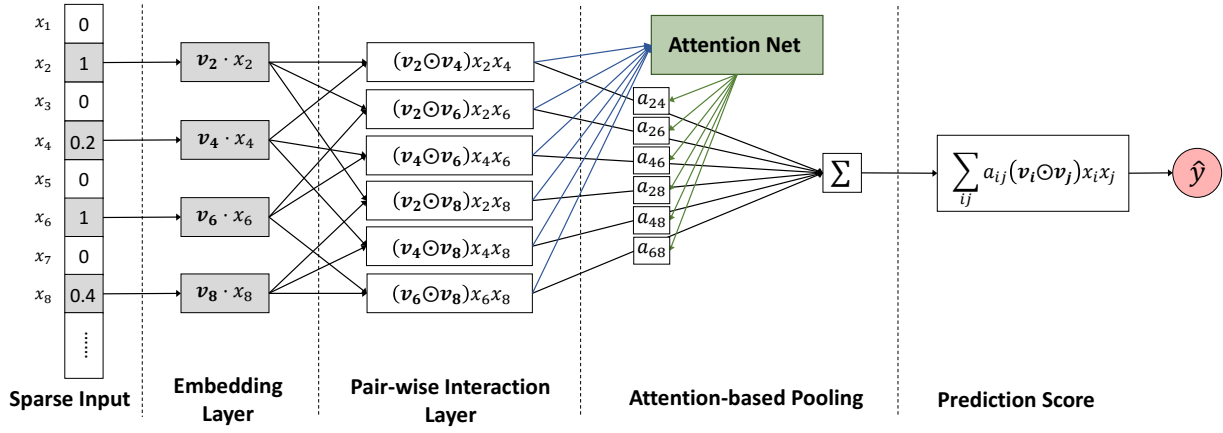 x₁ 0
x₂ 1
x₃ 0
x₄ 0.2
x₅ 0
x₆ 1
x₇ 0
x₈ 0.4
......
Sparse Input
v₂ · x₂
v₄ · x₄
v₆ · x₆
v₈ · x₈
Embedding
Layer
(v₂⊙v₄)x₂x₄
(v₂⊙v₆)x₂x₆
(v₄⊙v₆)x₄x₆
(v₂⊙v₈)x₂x₈
(v₄⊙v₈)x₄x₈
(v₆⊙v₈)x₆x₈
Pair-wise Interaction
Layer
Attention Net
a₂₄
a₂₆
a₄₆
a₂₈
a₄₈
a₆₈
∑
Attention-based Pooling
∑ᵢⱼ aᵢⱼ(vᵢ⊙vⱼ)xᵢxⱼ
ŷ
Prediction Score